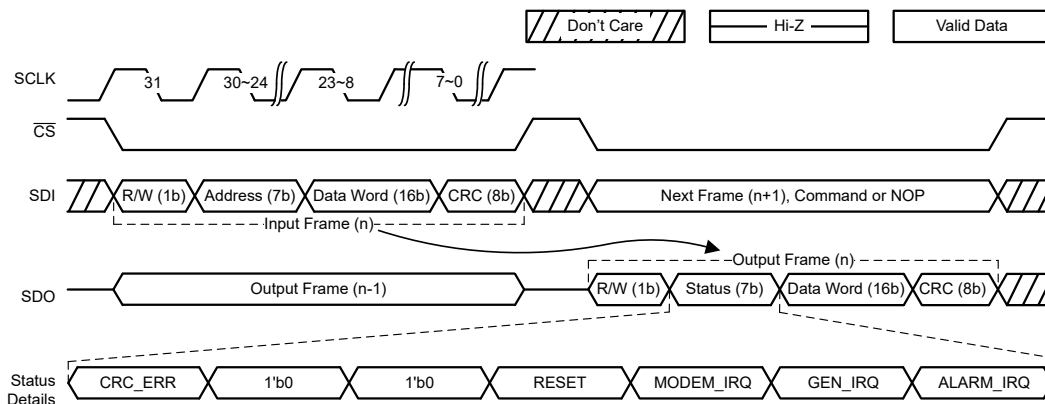 Don't Care Hi-Z Valid Data
SCLK 31 30~24 23~8 7~0
CS
SDI R/W (1b) Address (7b) Data Word (16b) CRC (8b) Next Frame (n+1), Command or NOP
Input Frame (n)
Output Frame (n)
SDO Output Frame (n-1) R/W (1b) Status (7b) Data Word (16b) CRC (8b)
Status Details CRC_ERR 1'b0 1'b0 RESET MODEM_IRQ GEN_IRQ ALARM_IRQ